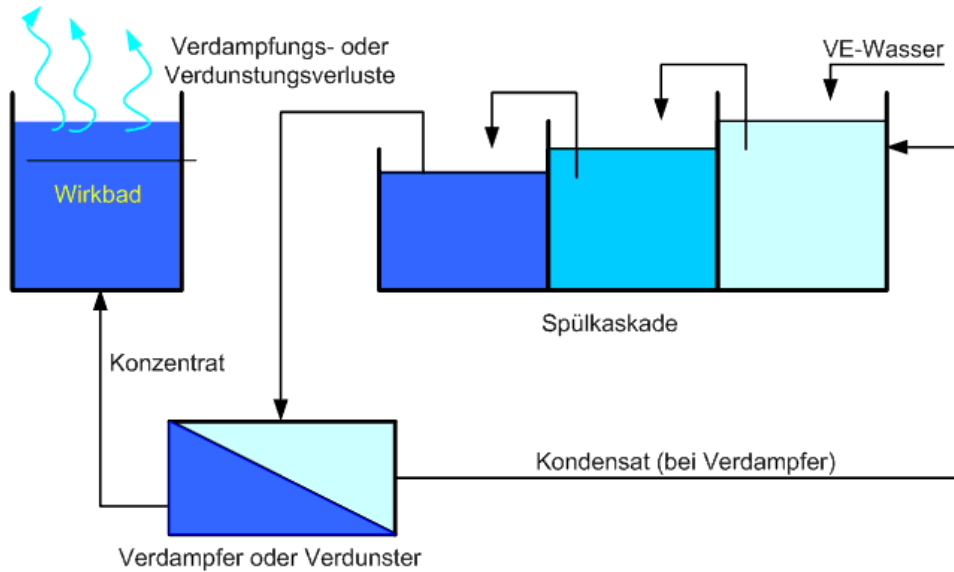 Verdampfungs- oder
Verdunstungsverluste
VE-Wasser
Wirkbad
Spülkaskade
Konzentrat
Kondensat (bei Verdampfer)
Verdampfer oder Verdunster